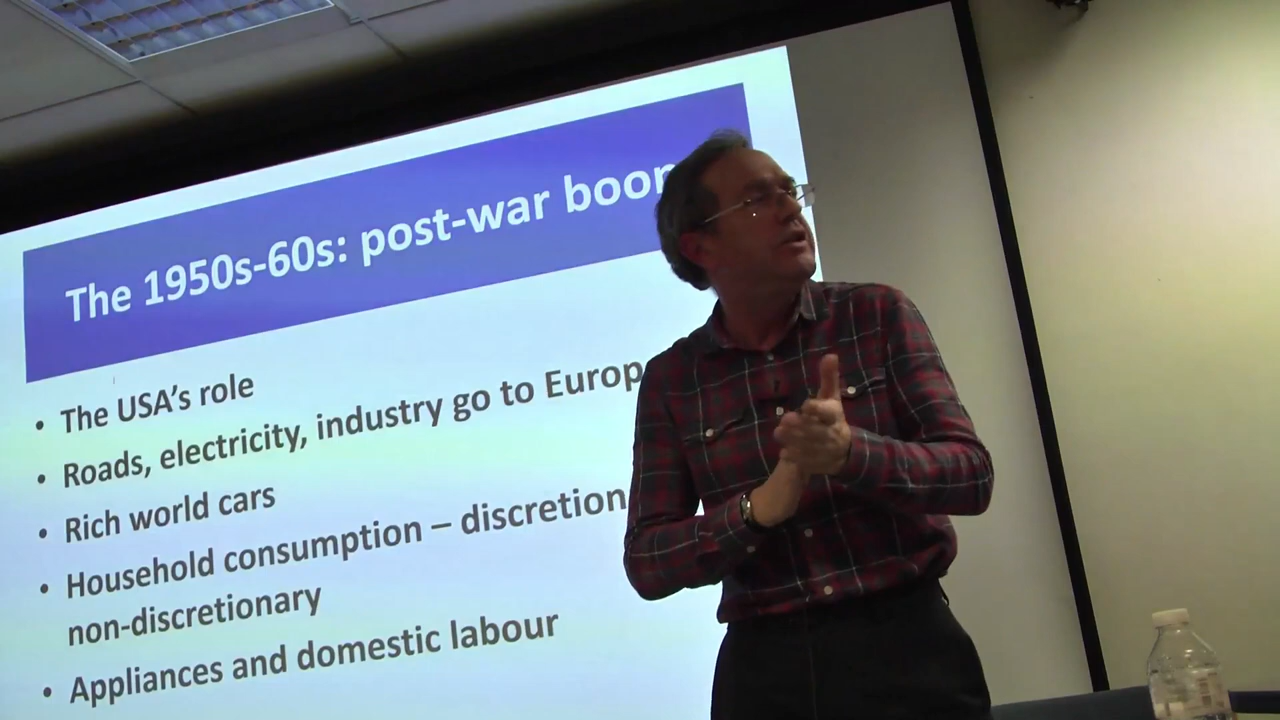 The 1950s-60s: post-war boom
• The USA's role
• Roads, electricity, industry go to Europ
• Rich world cars
• Household consumption – discretion
non-discretionary
• Appliances and domestic labour